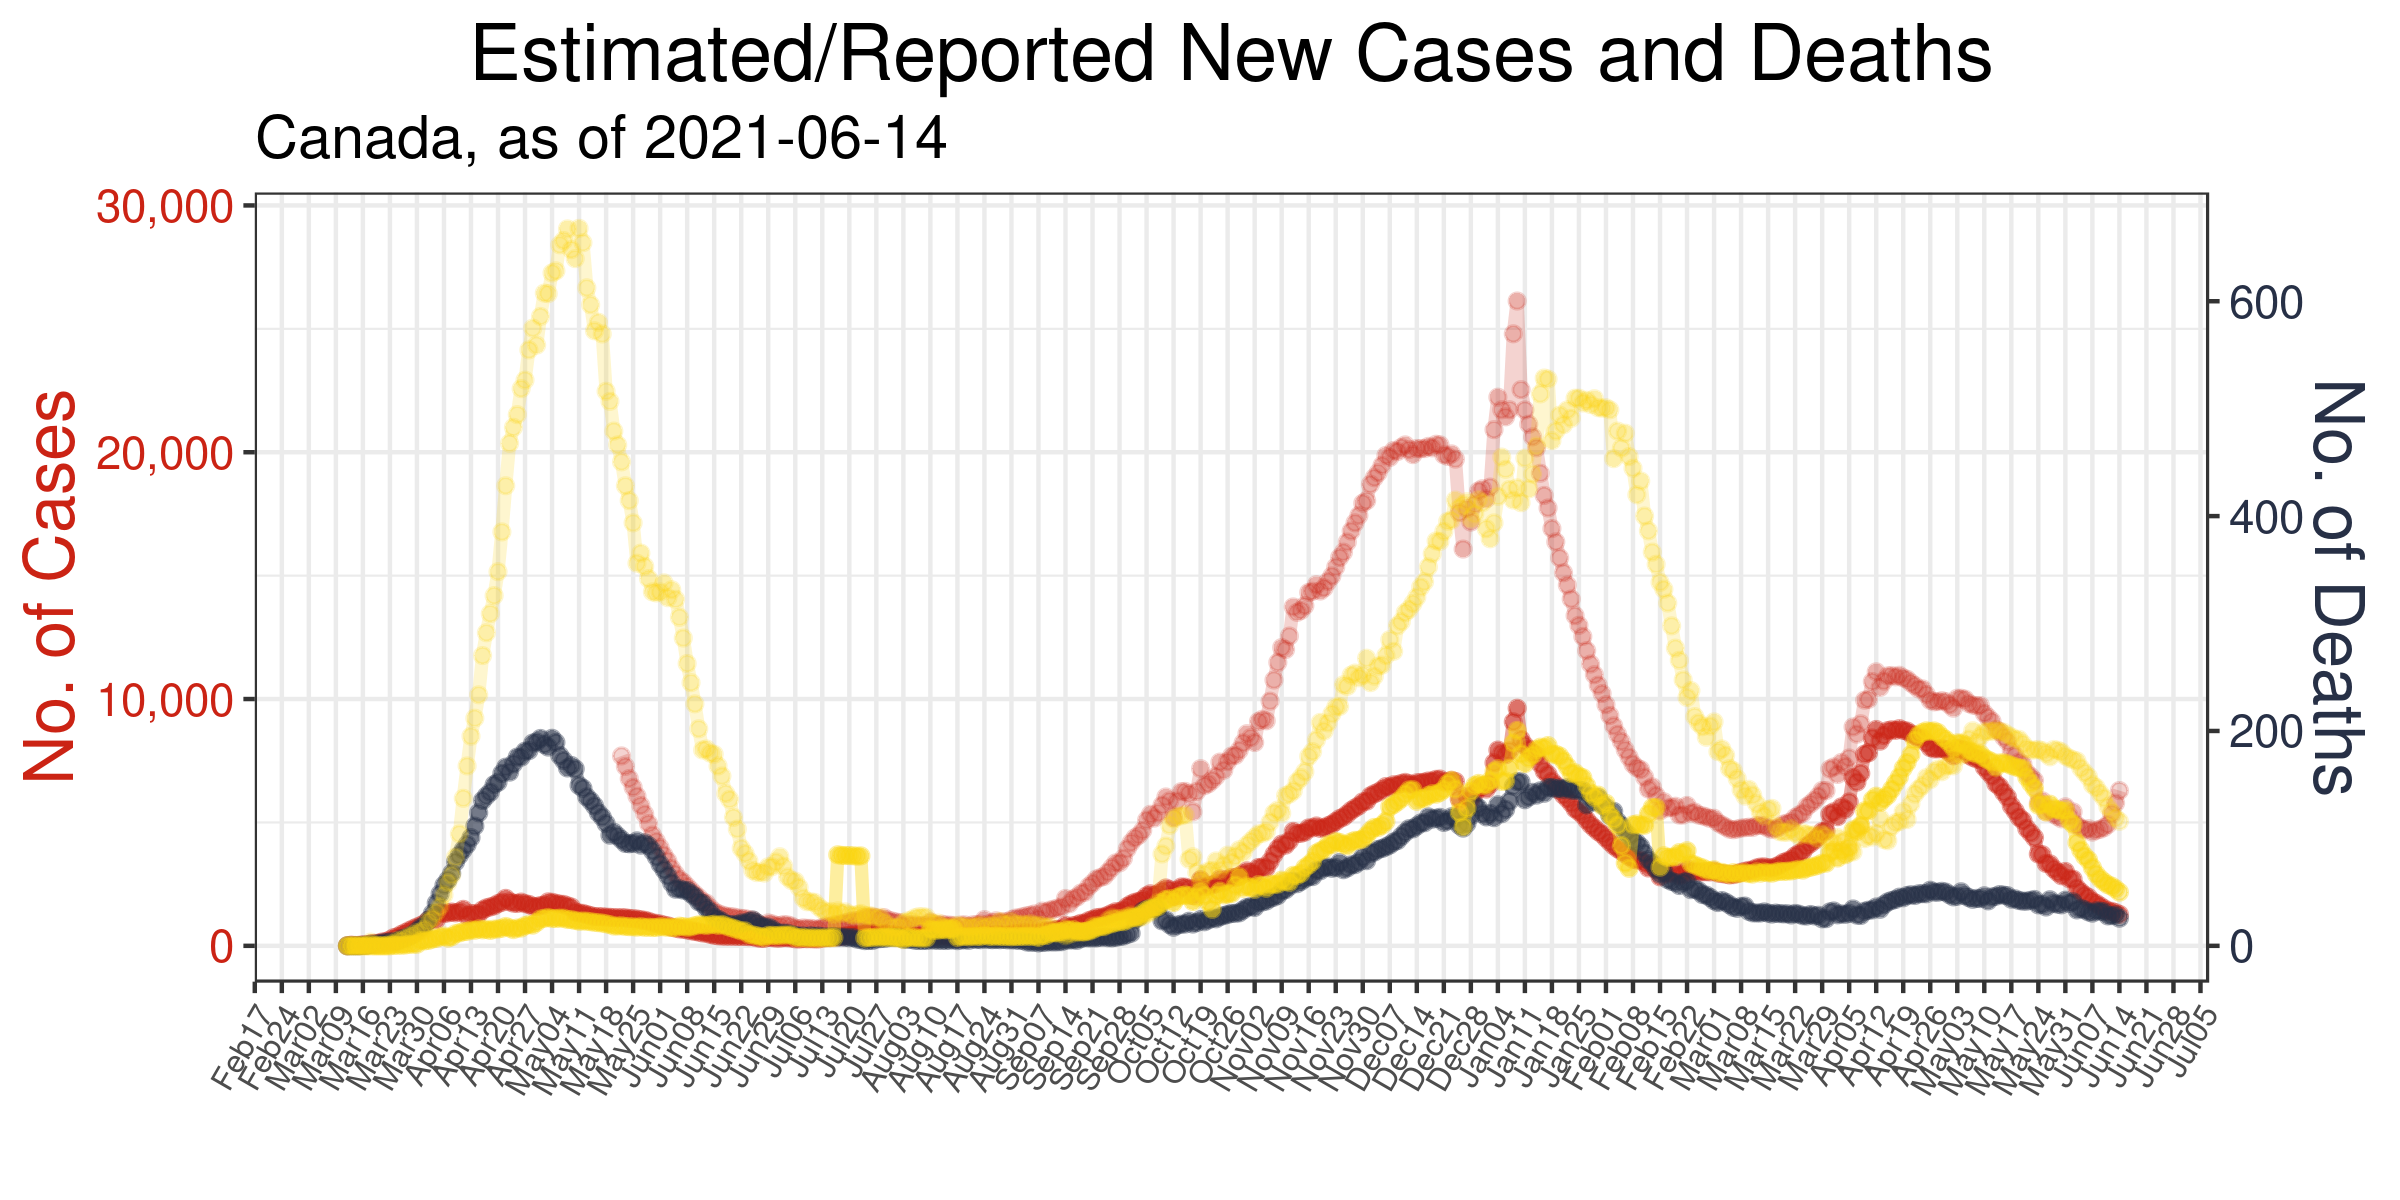 Estimated/Reported New Cases and Deaths
Canada, as of 2021-06-14
30,000
20,000
10,000
0
No. of Cases
600
400
200
0
No. of Deaths
Feb17
Feb24
Mar02
Mar09
Mar16
Mar23
Mar30
Apr06
Apr13
Apr20
Apr27
May04
May11
May18
May25
Jun01
Jun08
Jun15
Jun22
Jun29
Jul06
Jul13
Jul20
Jul27
Aug03
Aug10
Aug17
Aug24
Aug31
Sep07
Sep14
Sep21
Sep28
Oct05
Oct12
Oct19
Oct26
Nov02
Nov09
Nov16
Nov23
Nov30
Dec07
Dec14
Dec21
Dec28
Jan04
Jan11
Jan18
Jan25
Feb01
Feb08
Feb15
Feb22
Mar01
Mar08
Mar15
Mar22
Mar29
Apr05
Apr12
Apr19
Apr26
May03
May10
May17
May24
May31
Jun07
Jun14
Jun21
Jun28
Jul05